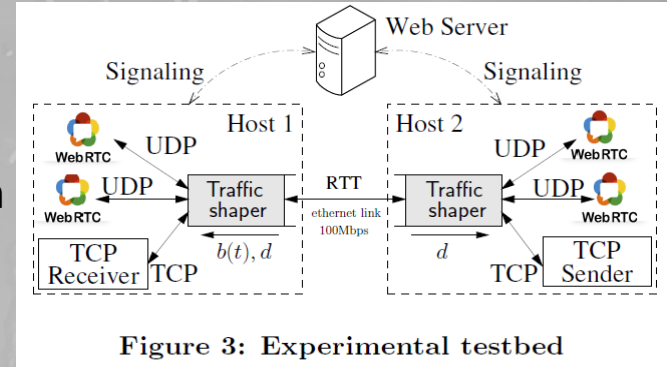 Web Server
Signaling
Signaling
Host 1
Host 2
UDP
UDP
WebRTC
WebRTC
UDP
RTT
UDP
WebRTC
WebRTC
Traffic
shaper
ethernet link
100Mbps
Traffic
shaper
TCP
Receiver
TCP
b(t), d
d
TCP
TCP
Sender
n
Figure 3: Experimental testbed